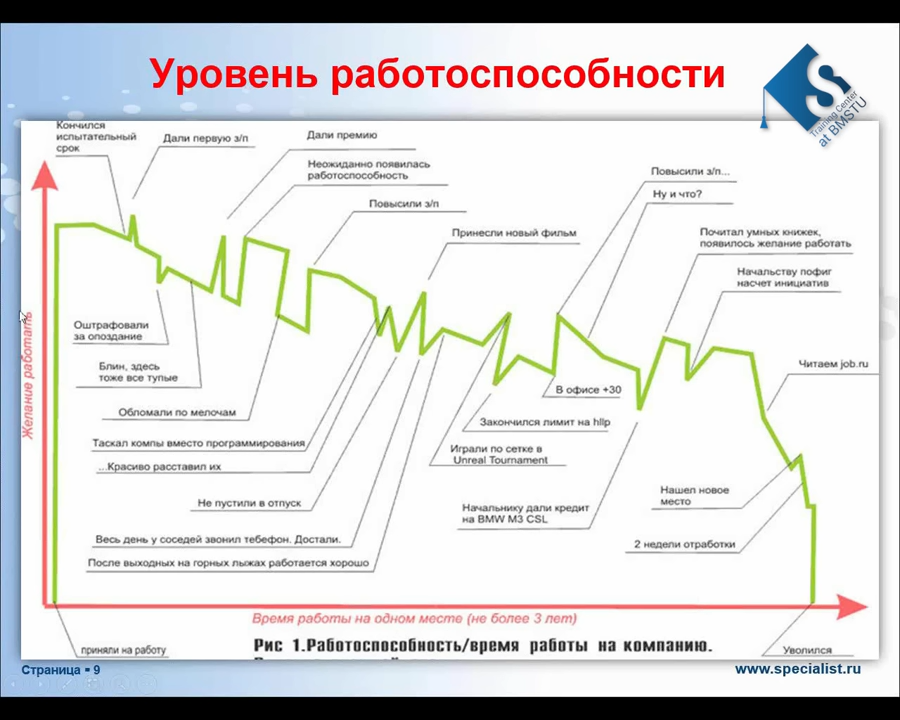 Уровень работоспособности
S
Training Center
at BMSTU
Кончился
испытательный
срок
Дали первую з/п
Дали премию
Неожиданно появилась
работоспособность
Повысили з/п
Принесли новый фильм
Повысили з/п...
Ну и что?
Почитал умных книжек,
появилось желание работать
Начальству пофиг
насчет инициатив
Желание работать
Оштрафовали
за опоздание
Блин, здесь
тоже все тупые
Обломали по мелочам
Таскал компы вместо программирования
...Красиво расставил их
Не пустили в отпуск
Весь день у соседей звонил тебефон. Достали.
После выходных на горных лыжах работается хорошо
В офисе +30
Закончился лимит на hllp
Играли по сетке в
Unreal Tournament
Начальнику дали кредит
на BMW M3 CSL
Читаем job.ru
Нашел новое
место
2 недели отработки
Время работы на одном месте (не более 3 лет)
приняли на работу
Рис 1.Работоспособность/время работы на компанию.
Уволился
Страница ▪ 9
www.specialist.ru